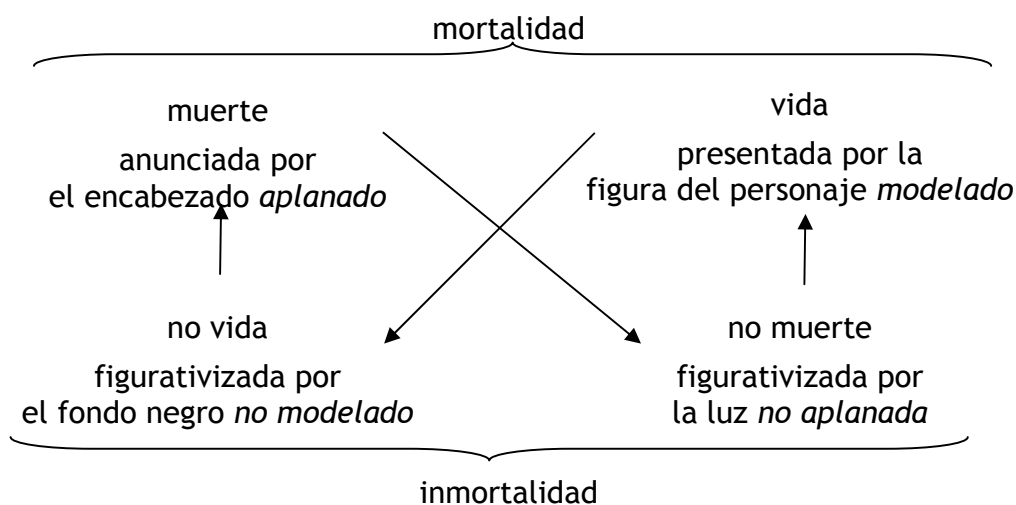 mortalidad
muerte
vida
anunciada por
el encabezado aplanado
presentada por la
figura del personaje modelado
no vida
no muerte
figurativizada por
el fondo negro no modelado
figurativizada por
la luz no aplanada
inmortalidad